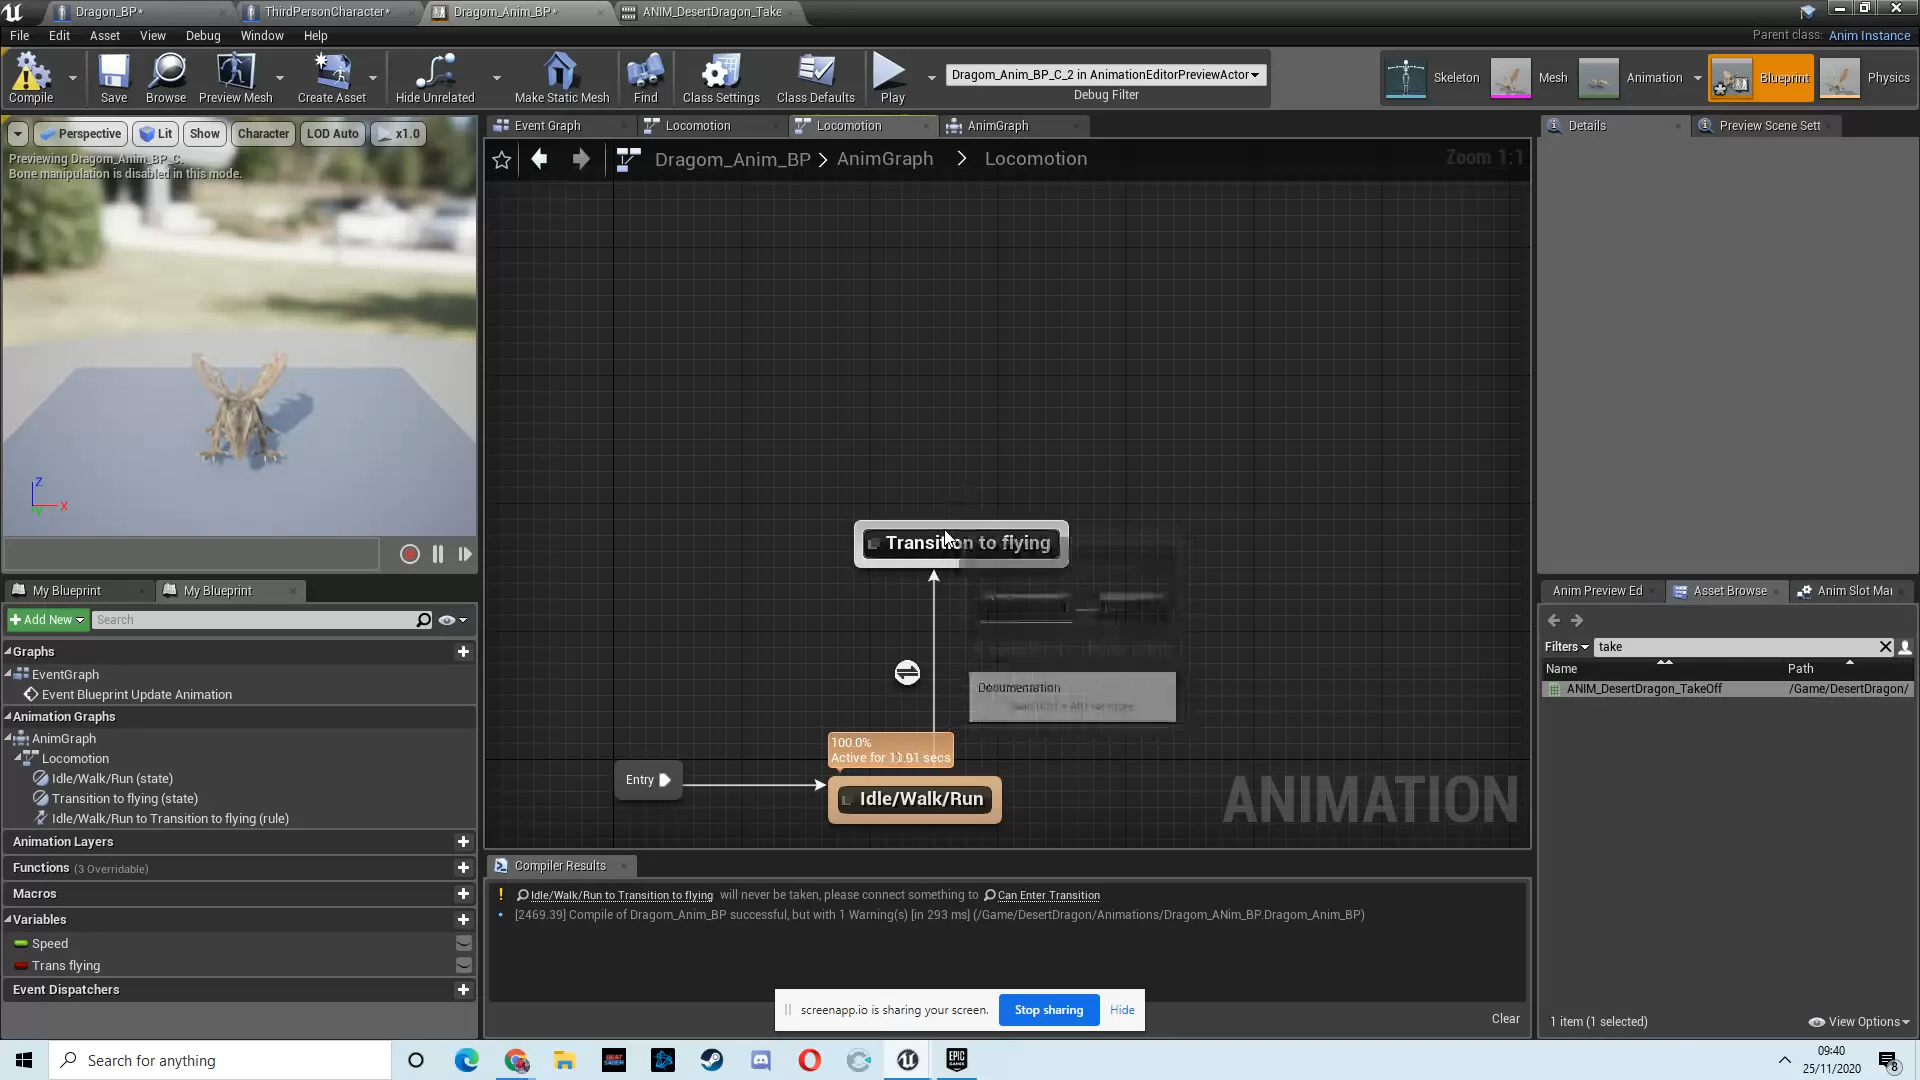 Dragon_BP*
ThirdPersonCharacter*
Dragom_Anim_BP*
ANIM_DesertDragon_Take
File Edit Asset View Debug Window Help
Parent class: Anim Instance
Compile
Save
Browse
Preview Mesh
Create Asset
Hide Unrelated
Make Static Mesh
Find
Class Settings
Class Defaults
Play
Dragom_Anim_BP_C_2 in AnimationEditorPreviewActor
Debug Filter
Skeleton
Mesh
Animation
Blueprint
Physics
Perspective
Lit
Show
Character
LOD Auto
x1.0
Previewing Dragom_Anim_BP_C.
Bone manipulation is disabled in this mode.
Z
X
Y
Event Graph
Locomotion
Locomotion
AnimGraph
Dragom_Anim_BP > AnimGraph > Locomotion
Zoom 1:1
Transition to flying
Documentation
100.0%
Entry
Idle/Walk/Run
ANIMATION
Details
Preview Scene Sett
My Blueprint
My Blueprint
Add New
Search
Graphs
EventGraph
Event Blueprint Update Animation
Animation Graphs
AnimGraph
Locomotion
Idle/Walk/Run (state)
Transition to flying (state)
Idle/Walk/Run to Transition to flying (rule)
Animation Layers
Functions (3 Overridable)
Macros
Variables
Speed
Trans flying
Event Dispatchers
Compiler Results
Idle/Walk/Run to Transition to flying will never be taken, please connect something to Can Enter Transition
[2469.39] Compile of Dragom_Anim_BP successful, but with 1 Warning(s) [in 293 ms] (/Game/DesertDragon/Animations/Dragom_ANim_BP.Dragom_Anim_BP)
Clear
Anim Preview Ed
Asset Browse
Anim Slot Ma
Filters
take
Name
Path
ANIM_DesertDragon_TakeOff
/Game/DesertDragon/
1 item (1 selected)
View Options
screenapp.io is sharing your screen.
Stop sharing
Hide
Search for anything
BEAT SABER
EPIC GAMES
09:40
25/11/2020
8